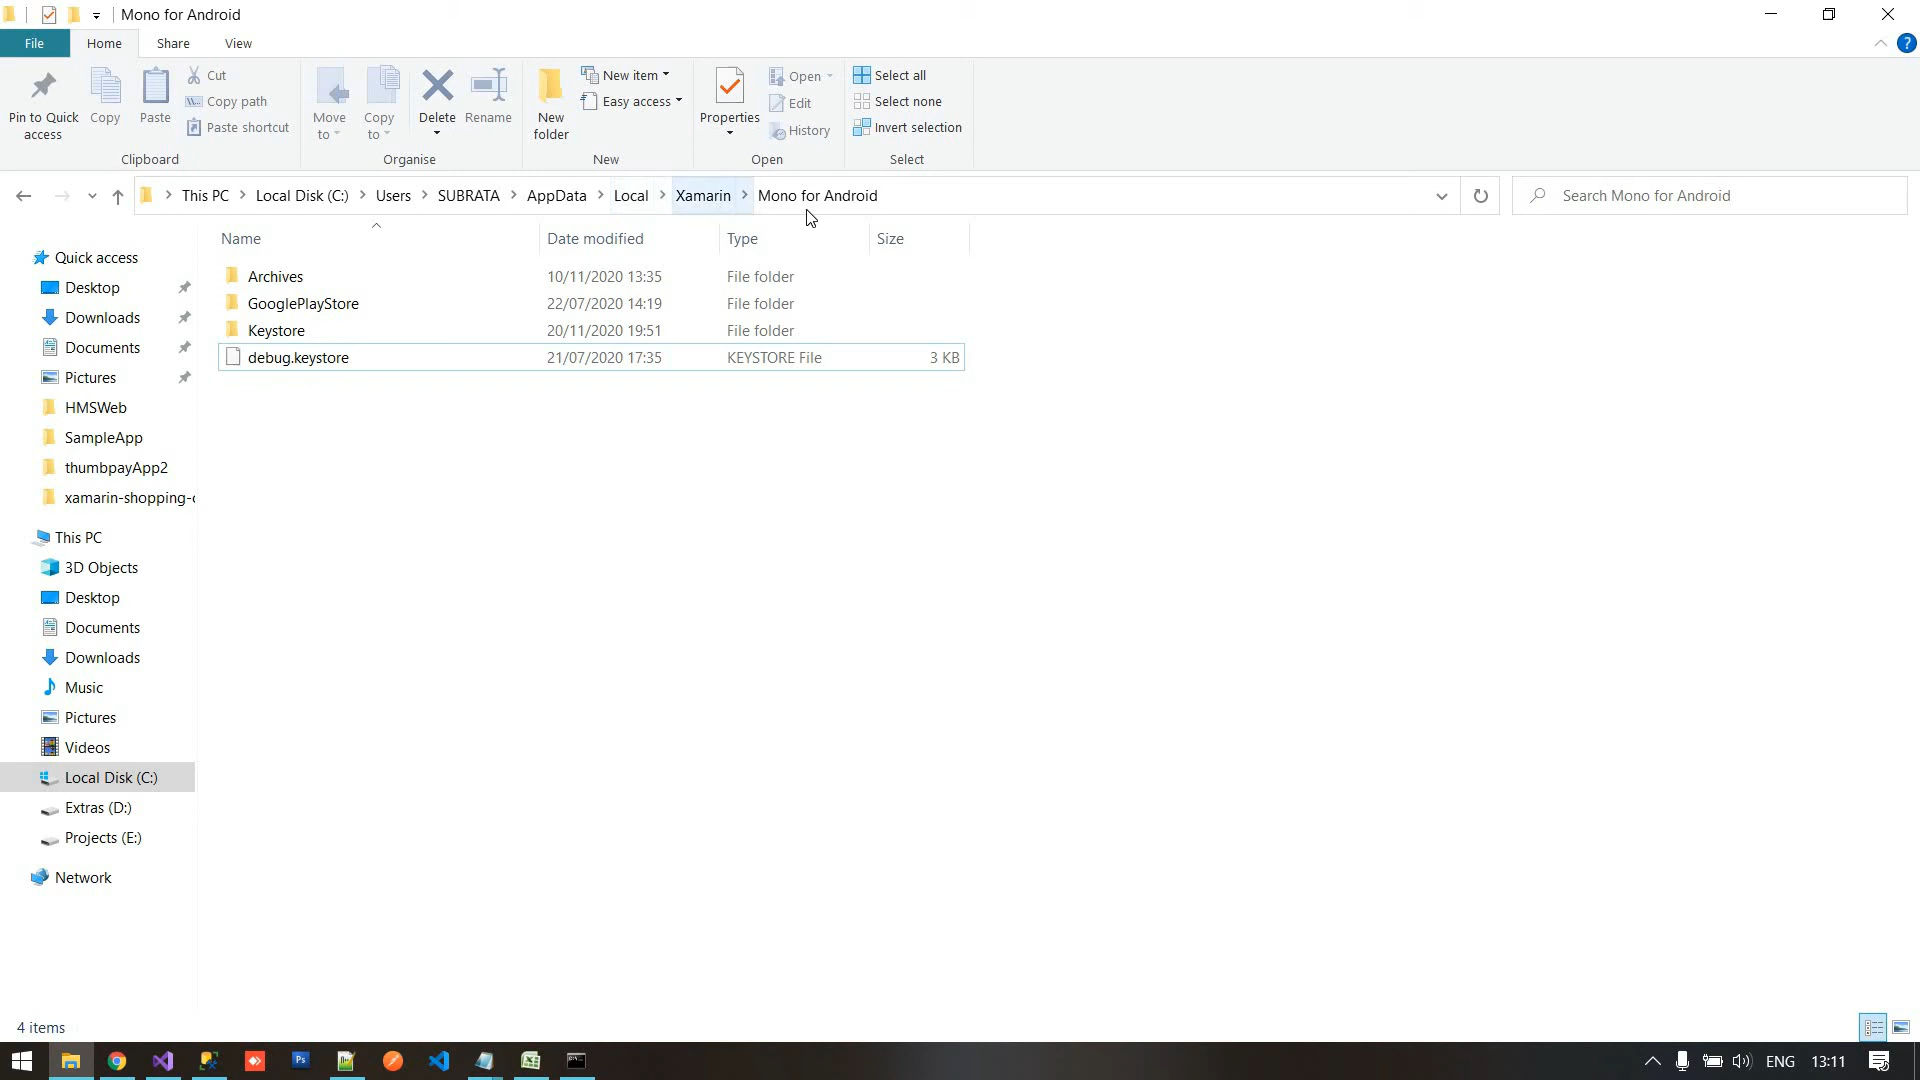 Mono for Android
File Home Share View
Pin to Quick access
Copy
Paste
Cut
Copy path
Paste shortcut
Clipboard
Move to
Copy to
Delete
Rename
Organise
New folder
New item
Easy access
New
Properties
Open
Edit
History
Open
Select all
Select none
Invert selection
Select
This PC Local Disk (C:) Users SUBRATA AppData Local Xamarin Mono for Android
Search Mono for Android
Name Date modified Type Size
Archives 10/11/2020 13:35 File folder
GooglePlayStore 22/07/2020 14:19 File folder
Keystore 20/11/2020 19:51 File folder
debug.keystore 21/07/2020 17:35 KEYSTORE File 3 KB
Quick access
Desktop
Downloads
Documents
Pictures
HMSWeb
SampleApp
thumbpayApp2
xamarin-shopping-c
This PC
3D Objects
Desktop
Documents
Downloads
Music
Pictures
Videos
Local Disk (C:)
Extras (D:)
Projects (E:)
Network
4 items
Ps
ENG 13:11